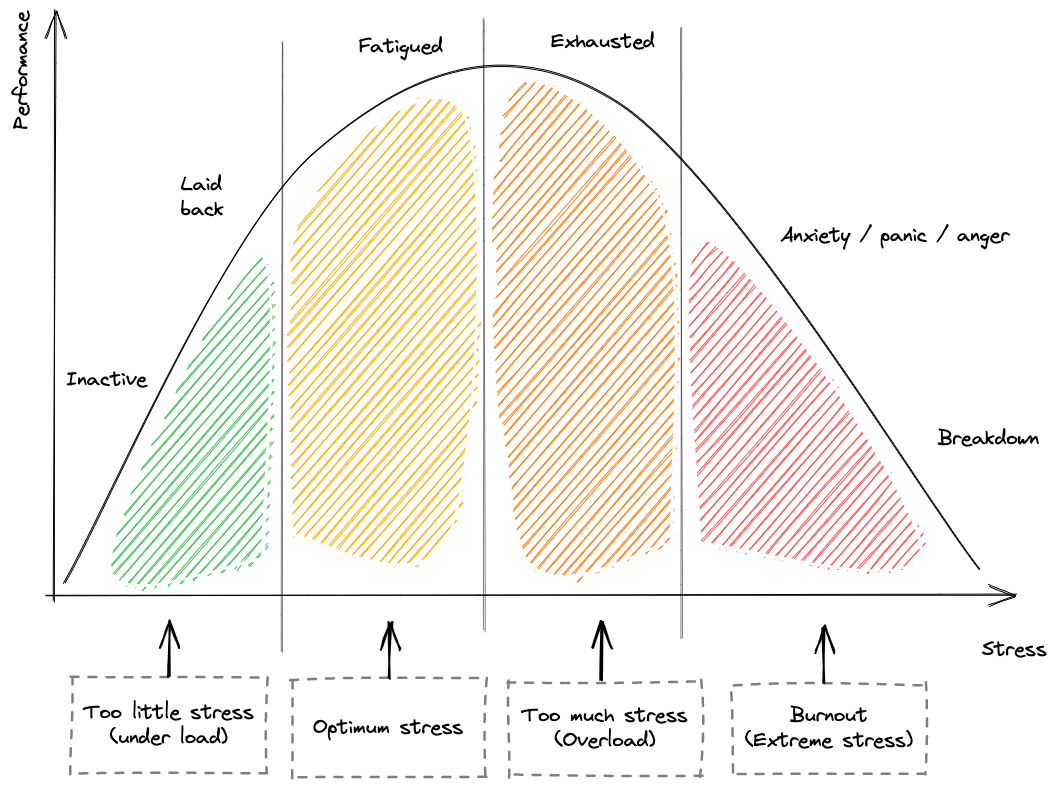 Performance
Fatigued
Exhausted
Laid
back
Anxiety / panic / anger
Inactive
Breakdown
Stress
Too little stress
(under load)
Optimum stress
Too much stress
(Overload)
Burnout
(Extreme stress)